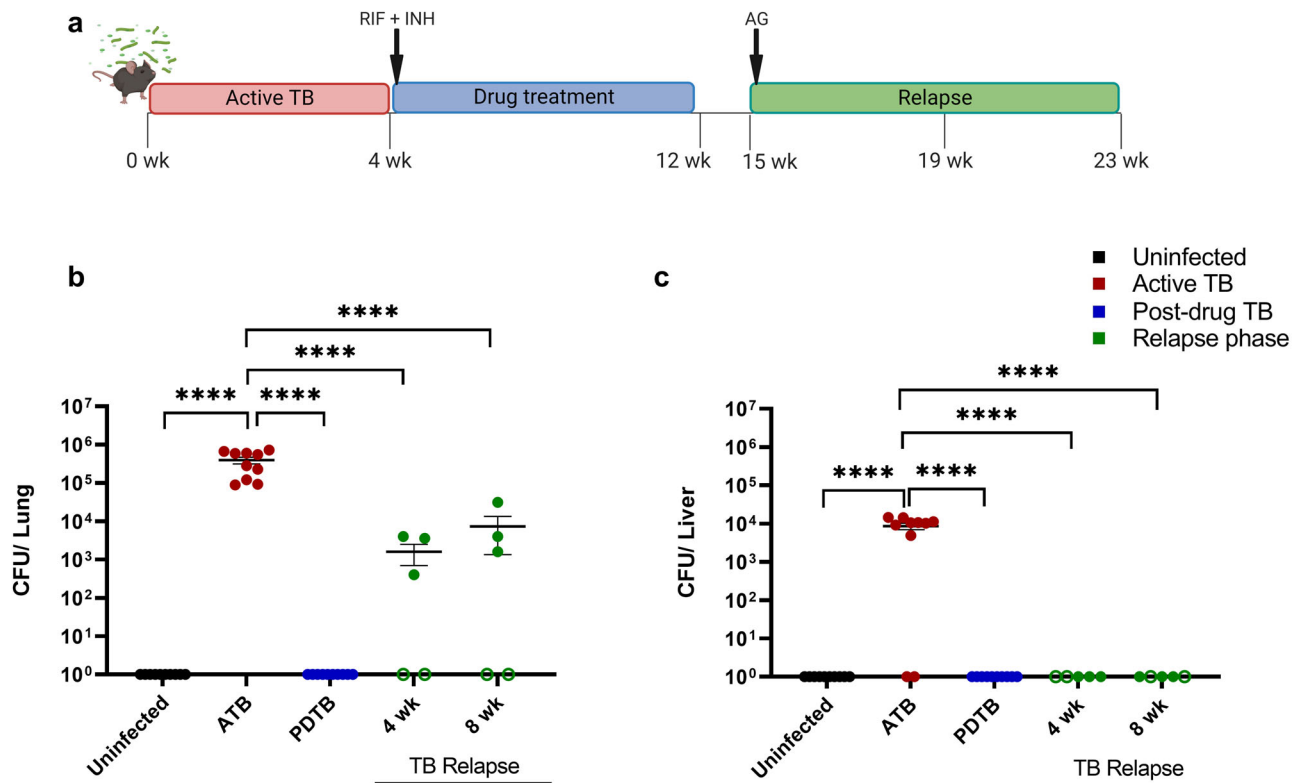 a
RIF + INH
AG
Active TB
Drug treatment
Relapse
0 wk
4 wk
12 wk
15 wk
19 wk
23 wk
b
****
****
**** ****
CFU/ Lung
10⁷
10⁶
10⁵
10⁴
10³
10²
10¹
10⁰
Uninfected
ATB
PDTB
4 wk
8 wk
TB Relapse
c
Uninfected
Active TB
Post-drug TB
Relapse phase
****
****
**** ****
CFU/ Liver
10⁷
10⁶
10⁵
10⁴
10³
10²
10¹
10⁰
Uninfected
ATB
PDTB
4 wk
8 wk
TB Relapse